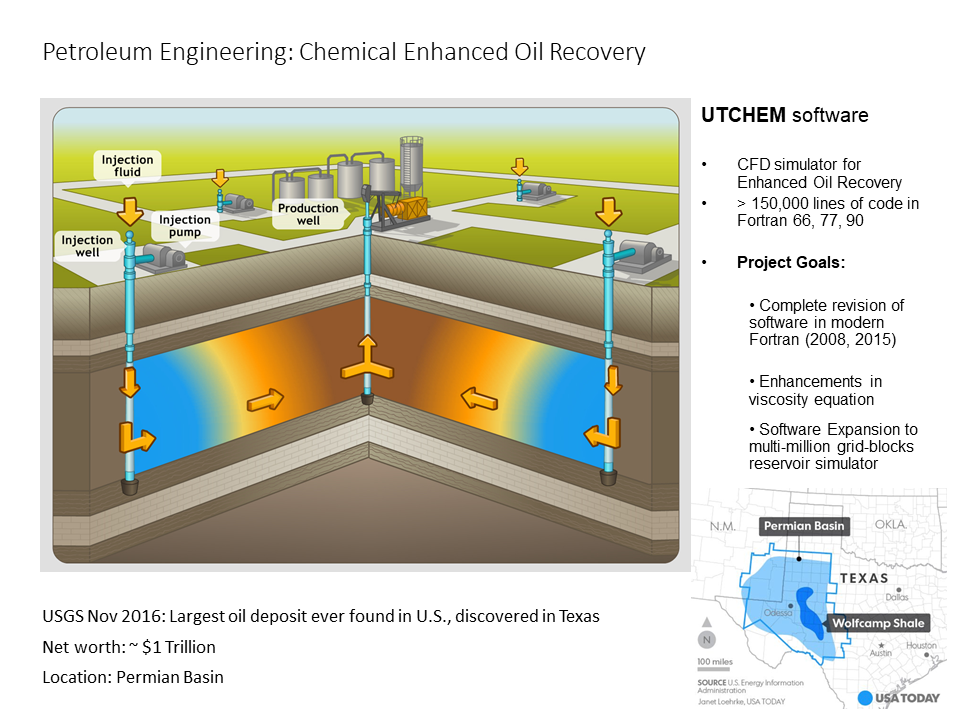 Petroleum Engineering: Chemical Enhanced Oil Recovery
Injection
fluid
Injection
pump
Injection
well
Production
well
UTCHEM software
• CFD simulator for
Enhanced Oil Recovery
• > 150,000 lines of code in
Fortran 66, 77, 90
• Project Goals:
• Complete revision of
software in modern
Fortran (2008, 2015)
• Enhancements in
viscosity equation
• Software Expansion to
multi-million grid-blocks
reservoir simulator
N.M.
Permian Basin
OKLA.
TEXAS
Dallas
Odessa
Wolfcamp Shale
Austin
Houston
N
100 miles
SOURCE U.S. Energy Information
Administration
Janet Loehrke, USA TODAY
USA TODAY
USGS Nov 2016: Largest oil deposit ever found in U.S., discovered in Texas
Net worth: ~ $1 Trillion
Location: Permian Basin